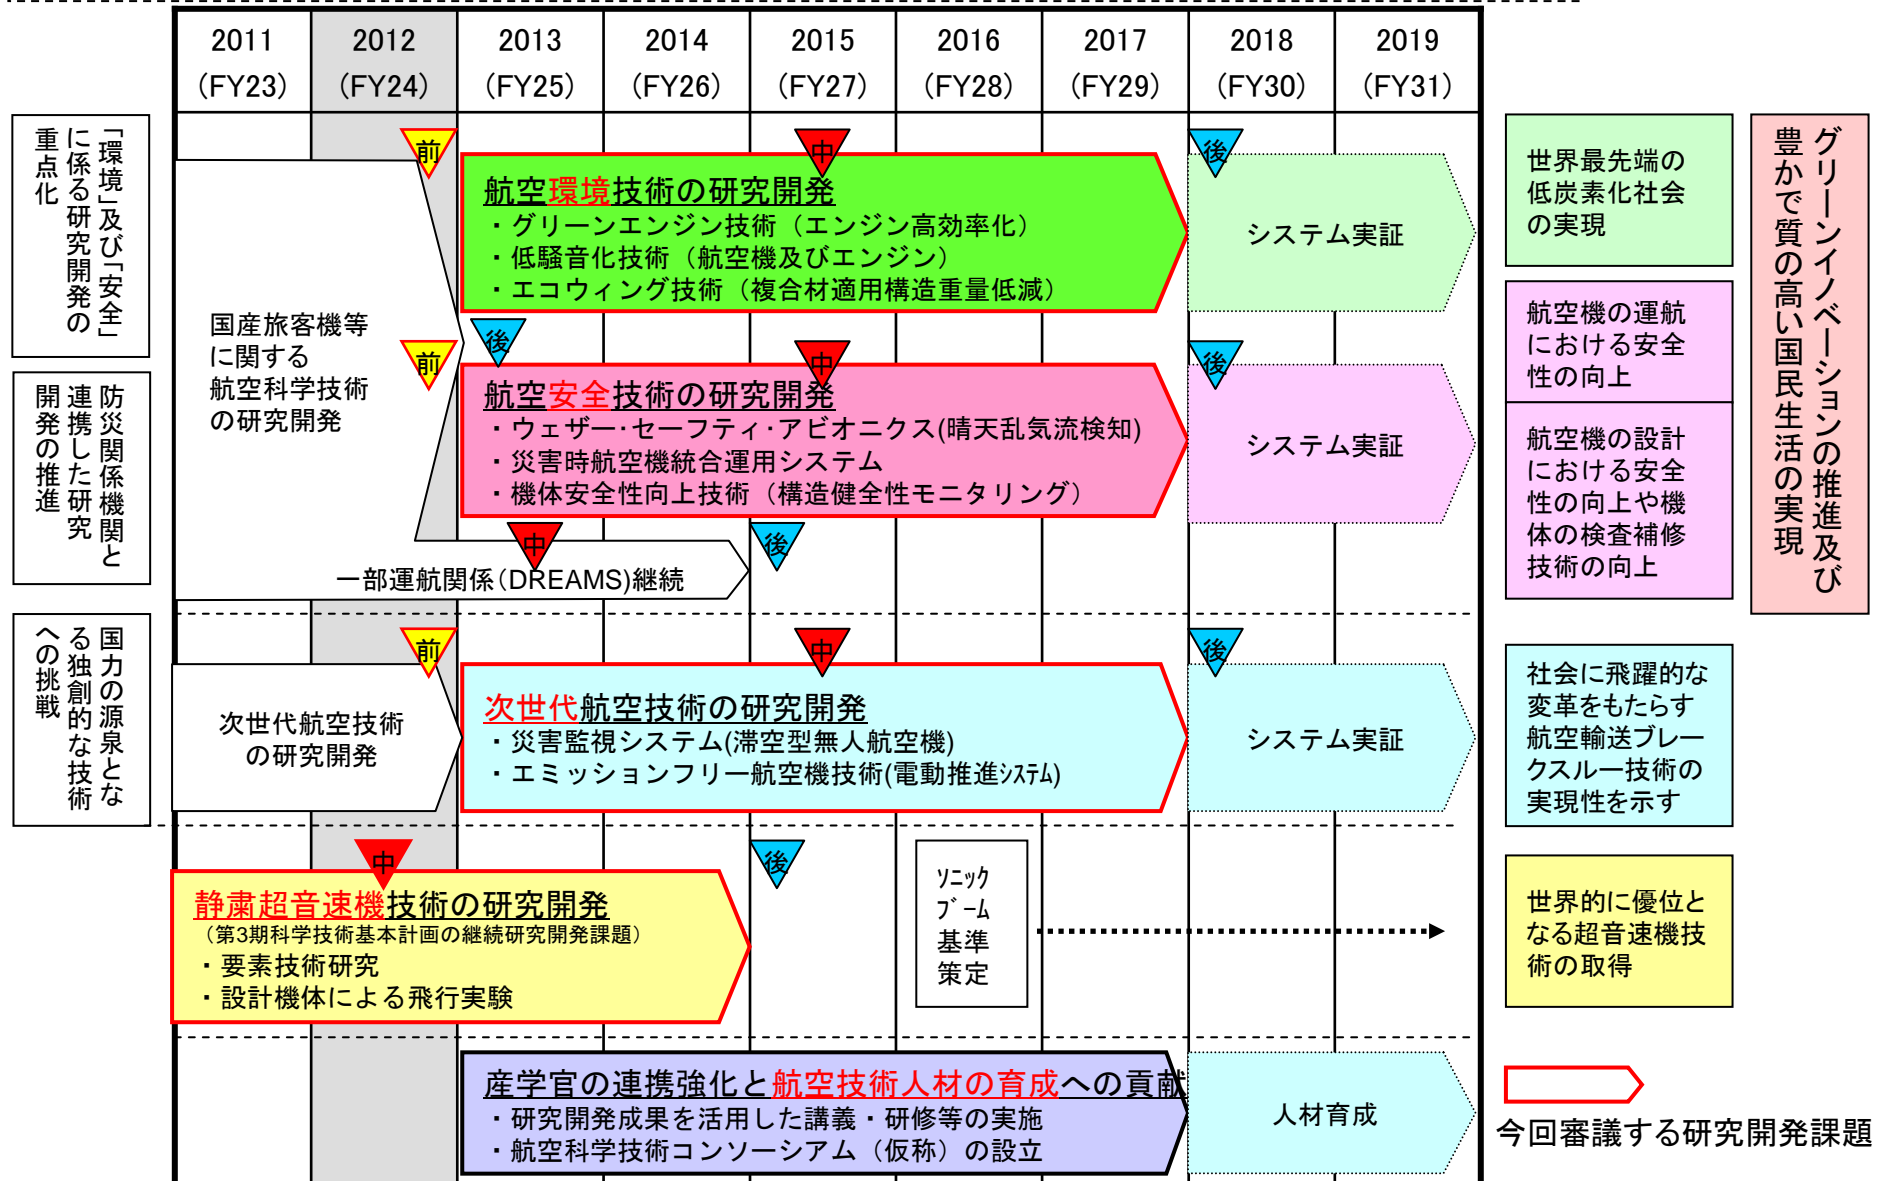 2011
(FY23)
2012
(FY24)
2013
(FY25)
2014
(FY26)
2015
(FY27)
2016
(FY28)
2017
(FY29)
2018
(FY30)
2019
(FY31)
「環境」及び「安全」
に係る研究開発の
重点化
防災関係機関と
連携した研究
開発の推進
国力の源泉とな
る独創的な技術
への挑戦
国産旅客機等
に関する
航空科学技術
の研究開発
前
中
後
航空環境技術の研究開発
・グリーンエンジン技術（エンジン高効率化）
・低騒音化技術（航空機及びエンジン）
・エコウィング技術（複合材適用構造重量低減）
システム実証
後
前
中
後
航空安全技術の研究開発
・ウェザー・セーフティ・アビオニクス(晴天乱気流検知)
・災害時航空機統合運用システム
・機体安全性向上技術（構造健全性モニタリング）
システム実証
中
後
一部運航関係(DREAMS)継続
前
中
後
次世代航空技術
の研究開発
次世代航空技術の研究開発
・災害監視システム(滞空型無人航空機)
・エミッションフリー航空機技術(電動推進ｼｽﾃﾑ)
システム実証
中
後
静粛超音速機技術の研究開発
（第3期科学技術基本計画の継続研究開発課題）
・要素技術研究
・設計機体による飛行実験
ｿﾆｯｸ
ﾌﾞｰﾑ
基準
策定
産学官の連携強化と航空技術人材の育成への貢献
・研究開発成果を活用した講義・研修等の実施
・航空科学技術コンソーシアム（仮称）の設立
人材育成
世界最先端の
低炭素化社会
の実現
航空機の運航
における安全
性の向上
航空機の設計
における安全
性の向上や機
体の検査補修
技術の向上
社会に飛躍的な
変革をもたらす
航空輸送ブレー
クスルー技術の
実現性を示す
世界的に優位と
なる超音速機技
術の取得
グリーンイノベーションの推進及び
豊かで質の高い国民生活の実現
今回審議する研究開発課題